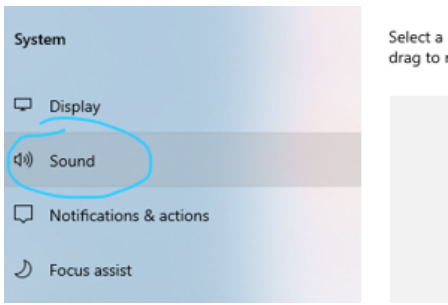 System
Display
Sound
Notifications & actions
Focus assist
Select a
drag to